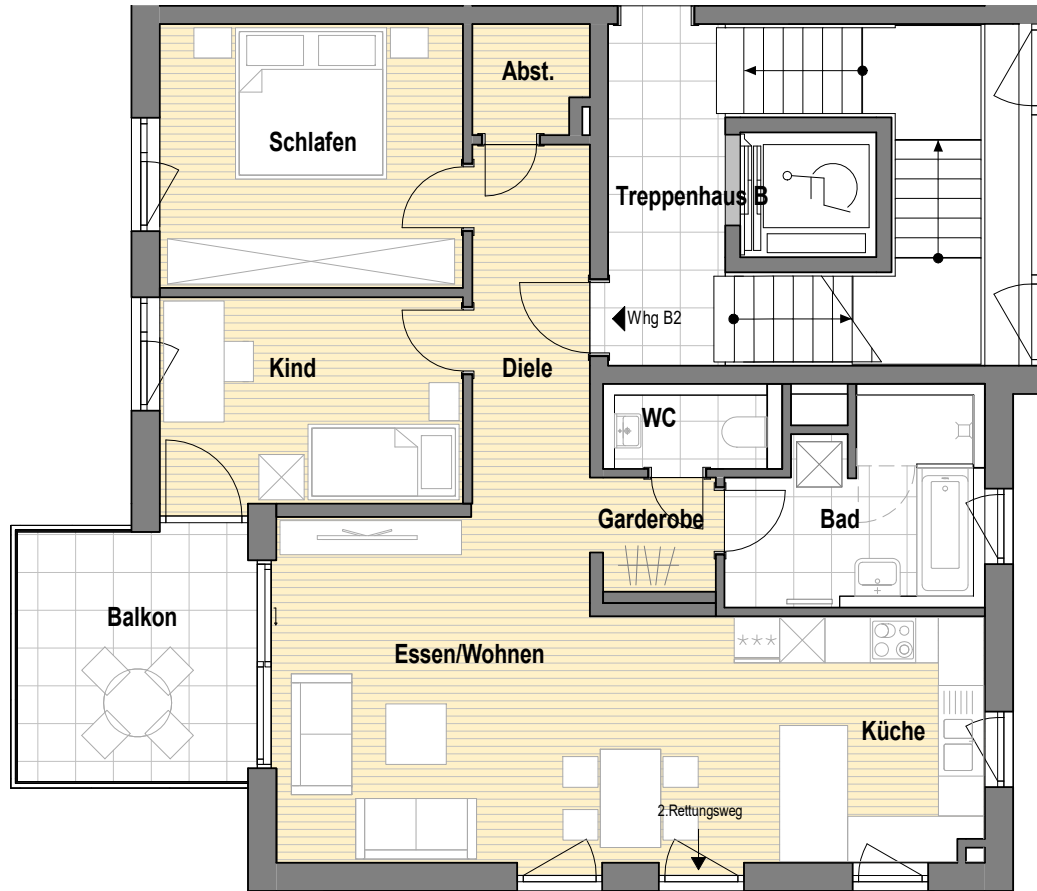 Abst.
Schlafen
Treppenhaus B
Whg B2
Kind
Diele
WC
Garderobe
Bad
Balkon
Essen/Wohnen
Küche
2.Rettungsweg